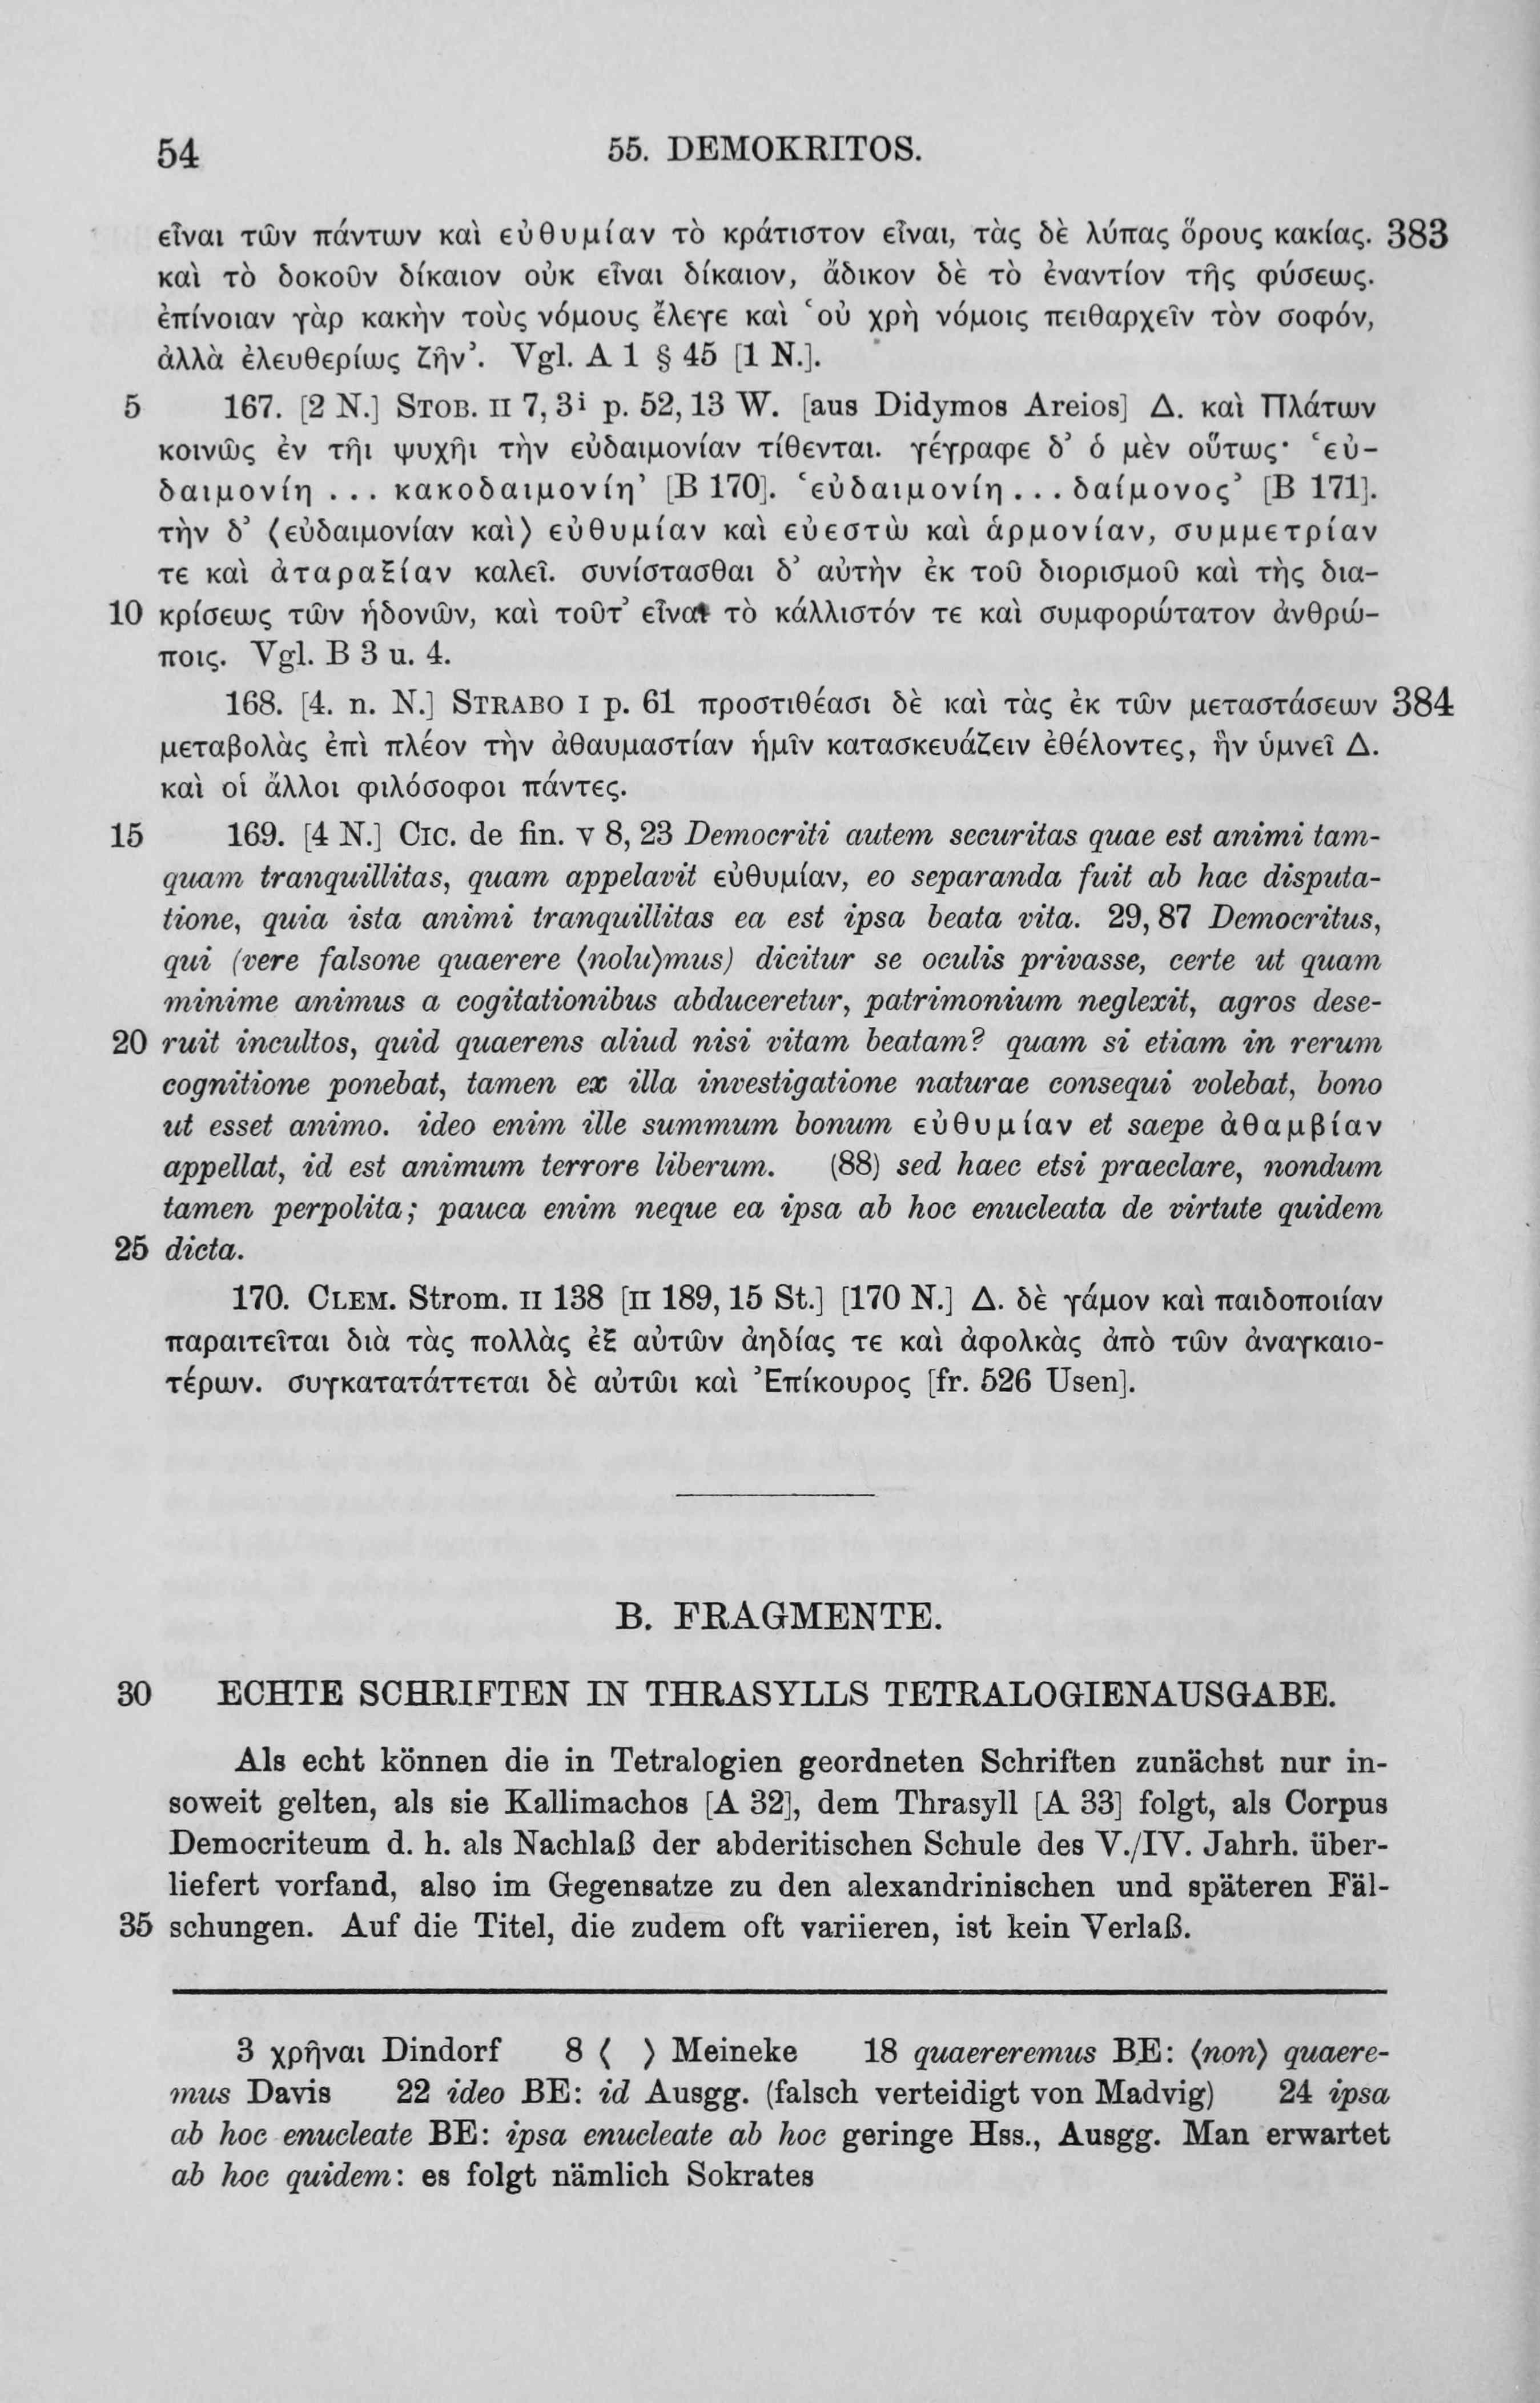 54
55. DEMOKRITOS.
εἶναι τῶν πάντων καὶ εὐθυμίαν τὸ κράτιστον εἶναι, τὰς δὲ λύπας ὅρους κακίας. 383
καὶ τὸ δοκοῦν δίκαιον οὐκ εἶναι δίκαιον, ἄδικον δὲ τὸ ἐναντίον τῆς φύσεως.
ἐπίνοιαν γὰρ κακὴν τοὺς νόμους ἔλεγε καὶ ‘οὐ χρὴ νόμοις πειθαρχεῖν τὸν σοφόν,
ἀλλὰ ἐλευθερίως ζῆν’. Vgl. A 1 § 45 [1 N.].
5 167. [2 N.] STOB. II 7, 3i p. 52, 13 W. [aus Didymos Areios] Δ. καὶ Πλάτων
κοινῶς ἐν τῆι ψυχῆι τὴν εὐδαιμονίαν τίθενται. γέγραφε δ’ ὁ μὲν οὕτως· ‘εὐ-
δαιμονίη ... κακοδαιμονίη’ [B 170]. ‘εὐδαιμονίη ... δαίμονος’ [B 171].
τὴν δ’ ⟨εὐδαιμονίαν καὶ⟩ εὐθυμίαν καὶ εὐεστὼ καὶ ἁρμονίαν, συμμετρίαν
τε καὶ ἀταραξίαν καλεῖ. συνίστασθαι δ’ αὐτὴν ἐκ τοῦ διορισμοῦ καὶ τῆς δια-
10 κρίσεως τῶν ἡδονῶν, καὶ τοῦτ’ εἶναι τὸ κάλλιστόν τε καὶ συμφορώτατον ἀνθρώ-
ποις. Vgl. B 3 u. 4.
168. [4. n. N.] STRABO I p. 61 προστιθέασι δὲ καὶ τὰς ἐκ τῶν μεταστάσεων 384
μεταβολὰς ἐπὶ πλέον τὴν ἀθαυμαστίαν ἡμῖν κατασκευάζειν ἐθέλοντες, ἣν ὑμνεῖ Δ.
καὶ οἱ ἄλλοι φιλόσοφοι πάντες.
15 169. [4 N.] CIC. de fin. V 8, 23 Democriti autem securitas quae est animi tam-
quam tranquillitas, quam appelavit εὐθυμίαν, eo separanda fuit ab hac disputa-
tione, quia ista animi tranquillitas ea est ipsa beata vita. 29, 87 Democritus,
qui (vere falsone quaerere ⟨nolu⟩mus) dicitur se oculis privasse, certe ut quam
minime animus a cogitationibus abduceretur, patrimonium neglexit, agros dese-
20 ruit incultos, quid quaerens aliud nisi vitam beatam? quam si etiam in rerum
cognitione ponebat, tamen ex illa investigatione naturae consequi volebat, bono
ut esset animo. ideo enim ille summum bonum εὐθυμίαν et saepe ἀθαμβίαν
appellat, id est animum terrore liberum. (88) sed haec etsi praeclare, nondum
tamen perpolita; pauca enim neque ea ipsa ab hoc enucleata de virtute quidem
25 dicta.
170. CLEM. Strom. II 138 [II 189, 15 St.] [170 N.] Δ. δὲ γάμον καὶ παιδοποιίαν
παραιτεῖται διὰ τὰς πολλὰς ἐξ αὐτῶν ἀηδίας τε καὶ ἀφολκὰς ἀπὸ τῶν ἀναγκαιο-
τέρων. συγκατατάττεται δὲ αὐτῶι καὶ Ἐπίκουρος [fr. 526 Usen].
B. FRAGMENTE.
30 ECHTE SCHRIFTEN IN THRASYLLS TETRALOGIENAUSGABE.
Als echt können die in Tetralogien geordneten Schriften zunächst nur in-
soweit gelten, als sie Kallimachos [A 32], dem Thrasyll [A 33] folgt, als Corpus
Democriteum d. h. als Nachlaß der abderitischen Schule des V./IV. Jahrh. über-
liefert vorfand, also im Gegensatze zu den alexandrinischen und späteren Fäl-
35 schungen. Auf die Titel, die zudem oft variieren, ist kein Verlaß.
3 χρῆναι Dindorf 8 ⟨ ⟩ Meineke 18 quaereremus BE: ⟨non⟩ quaere-
mus Davis 22 ideo BE: id Ausgg. (falsch verteidigt von Madvig) 24 ipsa
ab hoc enucleate BE: ipsa enucleate ab hoc geringe Hss., Ausgg. Man erwartet
ab hoc quidem: es folgt nämlich Sokrates